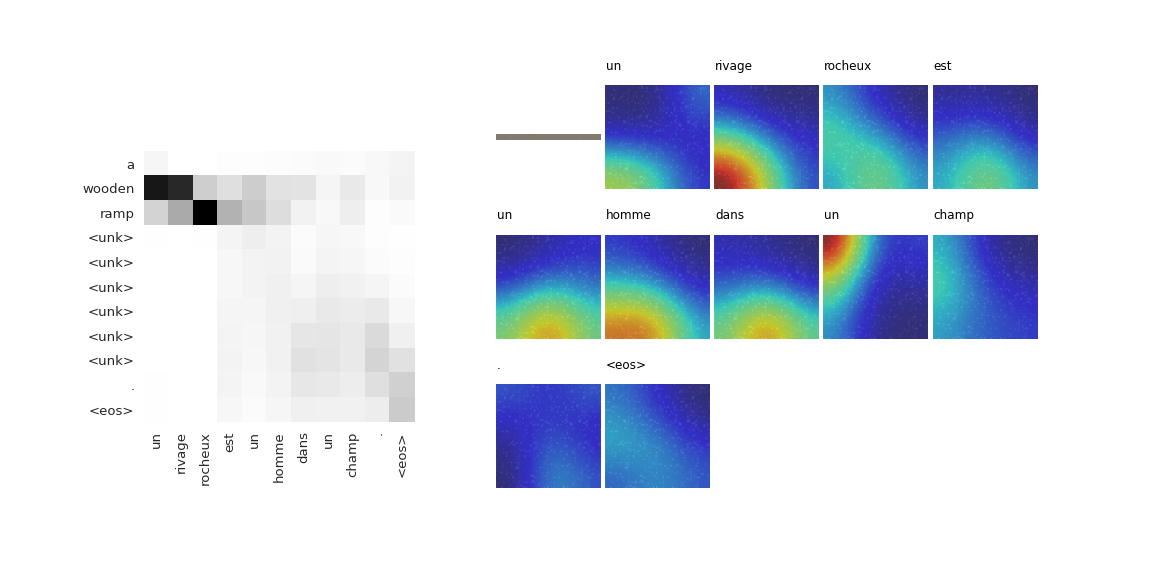 a
wooden
ramp
<unk>
<unk>
<unk>
<unk>
<unk>
<unk>
.
<eos>
un
rivage
rocheux
est
un
homme
dans
un
champ
.
<eos>
un rivage rocheux est
un homme dans un champ
. <eos>